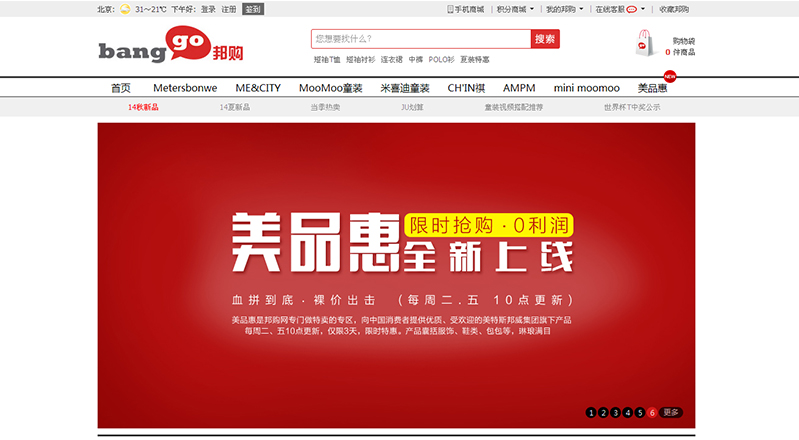 北京: 31～21℃ 下午好: 登录 注册 签到
手机商城 积分商城 我的邦购 在线客服 收藏邦购
banggo邦购
您想要找什么? 搜索
短袖T恤 短袖衬衫 连衣裙 中裤 POLO衫 夏装特惠
购物袋
0 件商品
首页 Metersbonwe ME&CITY MooMoo童装 米喜迪童装 CH'IN祺 AMPM mini moomoo 美品惠 NEW
14秋新品 14夏新品 当季热卖 JU划算 童装视频搭配推荐 世界杯T中奖公示
美品惠 限时抢购·0利润
全新上线
血拼到底·裸价出击 (每周二.五 10点更新)
美品惠是邦购网专门做特卖的专区，向中国消费者提供优质、受欢迎的美特斯邦威集团旗下产品
每周二、五10点更新，仅限3天，限时特惠。产品囊括服饰、鞋类、包包等，琳琅满目
1 2 3 4 5 6 更多